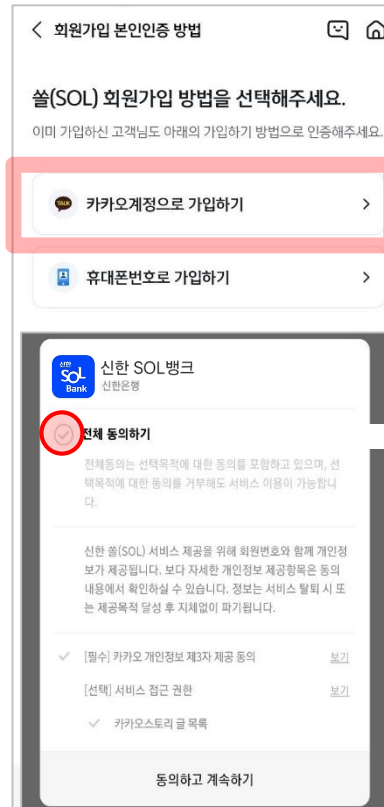 회원가입 본인인증 방법
쏠(SOL) 회원가입 방법을 선택해주세요.
이미 가입하신 고객님도 아래의 가입하기 방법으로 인증해주세요.
TALK
카카오계정으로 가입하기
휴대폰번호로 가입하기
신한
SOL
Bank
신한 SOL뱅크
신한은행
전체 동의하기
전체동의는 선택목적에 대한 동의를 포함하고 있으며, 선
택목적에 대한 동의를 거부해도 서비스 이용이 가능합니
다.
신한 쏠(SOL) 서비스 제공을 위해 회원번호와 함께 개인정
보가 제공됩니다. 보다 자세한 개인정보 제공항목은 동의
내용에서 확인하실 수 있습니다. 정보는 서비스 탈퇴 시 또
는 제공목적 달성 후 지체없이 파기됩니다.
[필수] 카카오 개인정보 제3자 제공 동의 보기
[선택] 서비스 접근 권한 보기
카카오스토리 글 목록
동의하고 계속하기